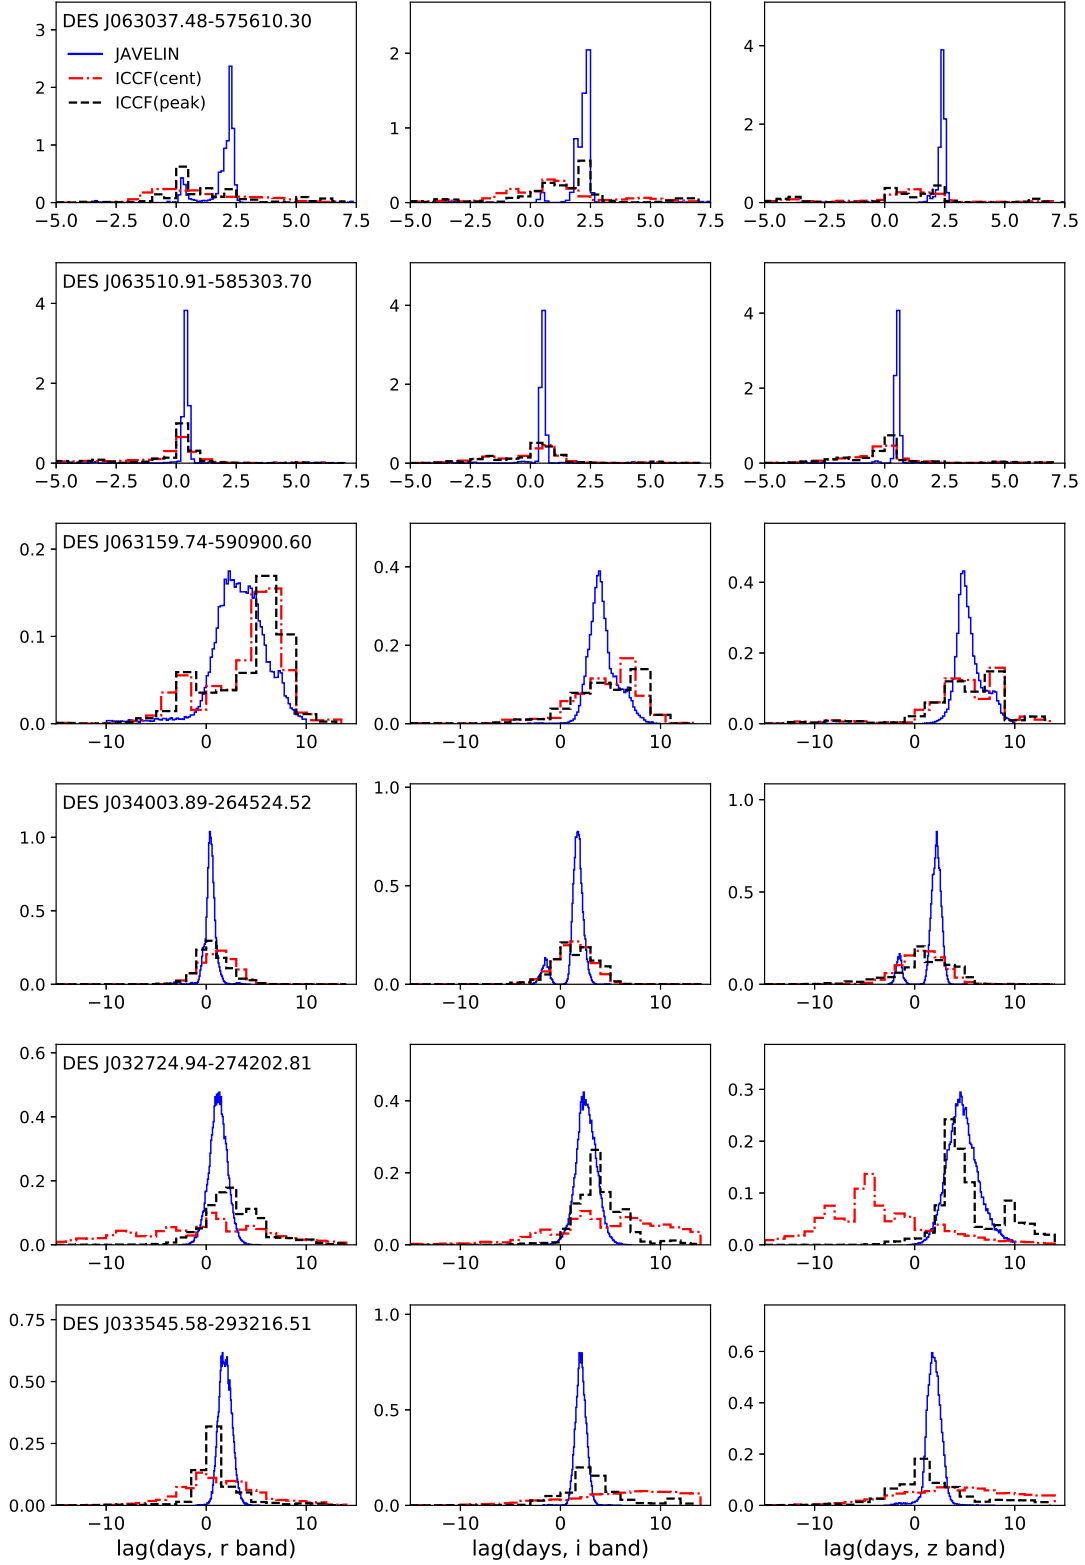 DES J063037.48-575610.30
JAVELIN
ICCF(cent)
ICCF(peak)
3
2
1
0
−5.0 −2.5 0.0 2.5 5.0 7.5
2
1
0
−5.0 −2.5 0.0 2.5 5.0 7.5
4
2
0
−5.0 −2.5 0.0 2.5 5.0 7.5
DES J063510.91-585303.70
4
2
0
−5.0 −2.5 0.0 2.5 5.0 7.5
4
2
0
−5.0 −2.5 0.0 2.5 5.0 7.5
4
2
0
−5.0 −2.5 0.0 2.5 5.0 7.5
DES J063159.74-590900.60
0.2
0.1
0.0
−10 0 10
0.4
0.2
0.0
−10 0 10
0.4
0.2
0.0
−10 0 10
DES J034003.89-264524.52
1.0
0.5
0.0
−10 0 10
1.0
0.5
0.0
−10 0 10
1.0
0.5
0.0
−10 0 10
DES J032724.94-274202.81
0.6
0.4
0.2
0.0
−10 0 10
0.4
0.2
0.0
−10 0 10
0.3
0.2
0.1
0.0
−10 0 10
DES J033545.58-293216.51
0.75
0.50
0.25
0.00
−10 0 10
lag(days, r band)
1.0
0.5
0.0
−10 0 10
lag(days, i band)
0.6
0.4
0.2
0.0
−10 0 10
lag(days, z band)